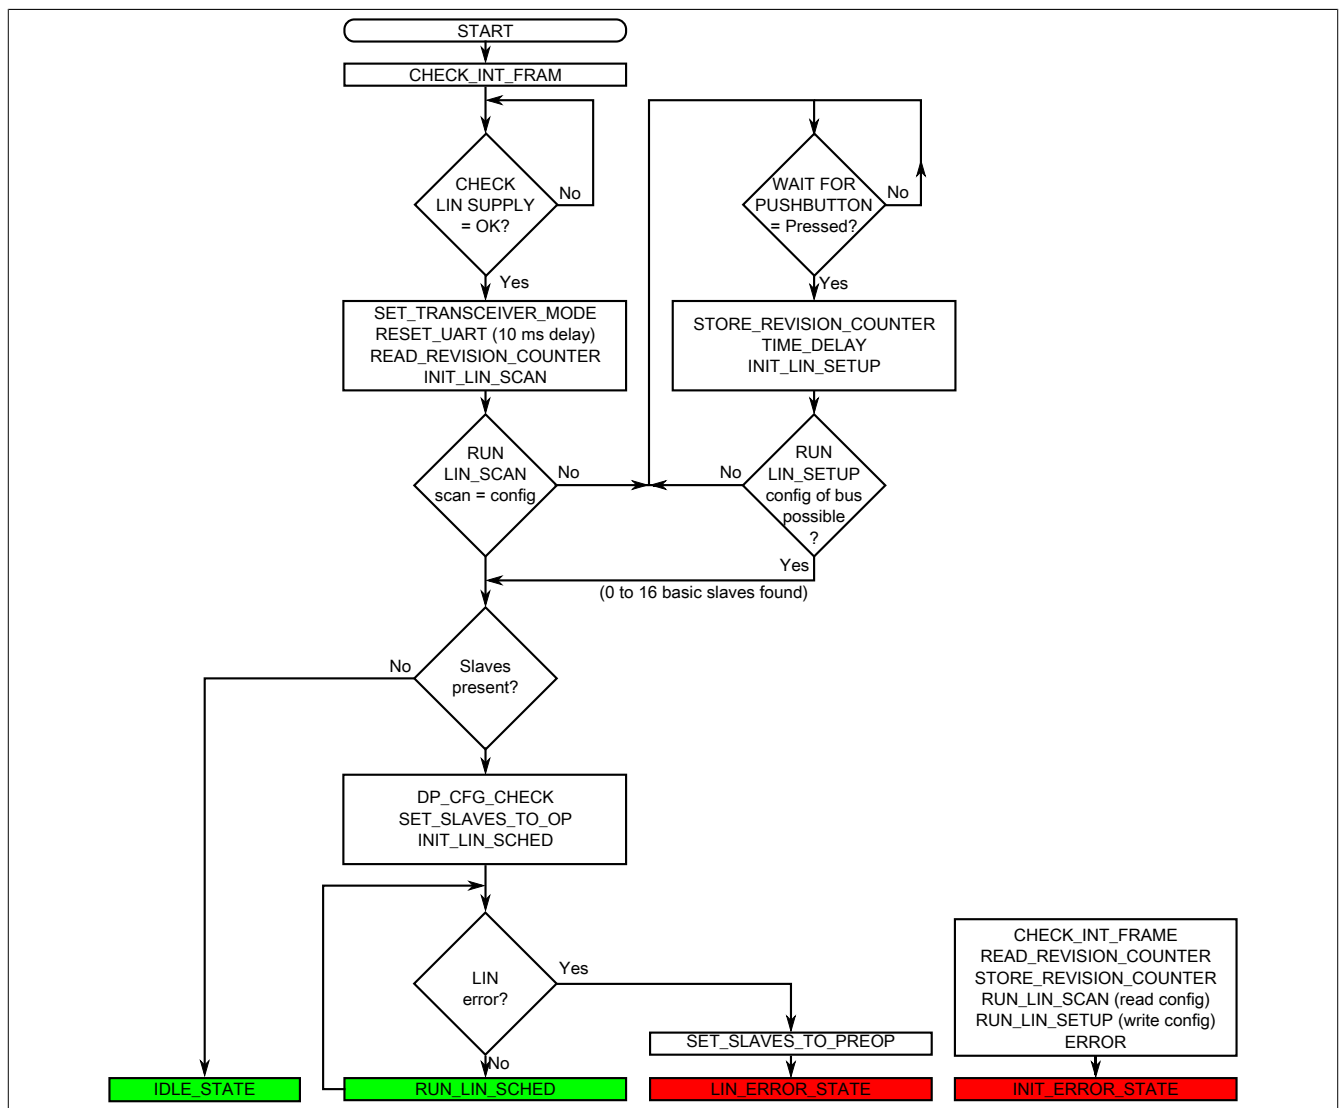 START
CHECK_INT_FRAM
CHECK
LIN SUPPLY
= OK?
No
Yes
SET_TRANSCEIVER_MODE
RESET_UART (10 ms delay)
READ_REVISION_COUNTER
INIT_LIN_SCAN
RUN
LIN_SCAN
scan = config
No
WAIT FOR
PUSHBUTTON
= Pressed?
No
Yes
STORE_REVISION_COUNTER
TIME_DELAY
INIT_LIN_SETUP
RUN
LIN_SETUP
config of bus
possible
?
No
Yes
(0 to 16 basic slaves found)
Slaves
present?
No
DP_CFG_CHECK
SET_SLAVES_TO_OP
INIT_LIN_SCHED
LIN
error?
Yes
No
SET_SLAVES_TO_PREOP
CHECK_INT_FRAME
READ_REVISION_COUNTER
STORE_REVISION_COUNTER
RUN_LIN_SCAN (read config)
RUN_LIN_SETUP (write config)
ERROR
IDLE_STATE
RUN_LIN_SCHED
LIN_ERROR_STATE
INIT_ERROR_STATE